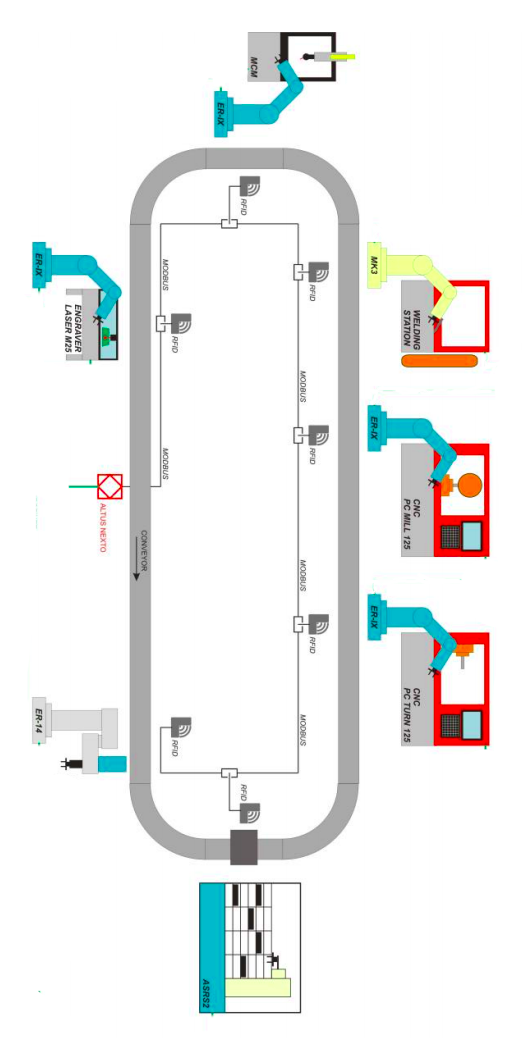 MCM
ER-IX
RFID
MODBUS
RFID
MK3
WELDING
STATION
ER-IX
ENGRAVER
LASER M25
RFID
MODBUS
MODBUS
RFID
ER-IX
CNC
PC MILL 125
ALTUS NEXTO
CONVEYOR
MODBUS
RFID
ER-IX
CNC
PC TURN 125
ER-14
RFID
MODBUS
RFID
ASRS2